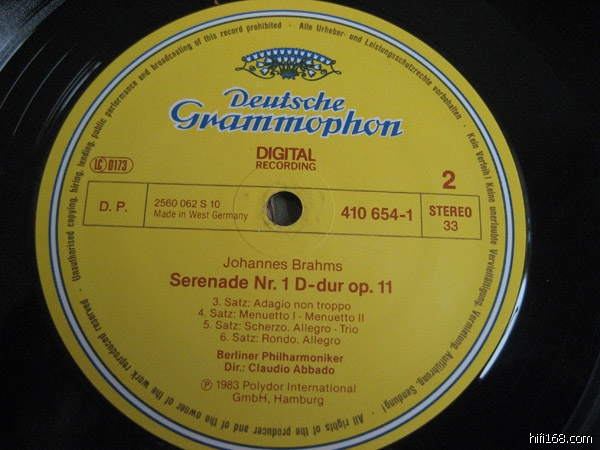 Unauthorised copying, hiring, lending, public performance and broadcasting of this record prohibited · Alle Urheber- und Leistungsschutzrechte vorbehalten · Kein Verleih! Keine unerlaubte Vervielfältigung, Vermietung, Aufführung, Sendung! · All rights of the producer and of the owner of the work reproduced reserved ·
Deutsche
Grammophon
DIGITAL
RECORDING
LC 0173
2
D. P.
2560 062 S 10
Made in West Germany
410 654-1
STEREO
33
Johannes Brahms
Serenade Nr. 1 D-dur op. 11
3. Satz: Adagio non troppo
4. Satz: Menuetto I - Menuetto II
5. Satz: Scherzo. Allegro - Trio
6. Satz: Rondo. Allegro
Berliner Philharmoniker
Dir.: Claudio Abbado
℗ 1983 Polydor International
GmbH, Hamburg
hifi168.com